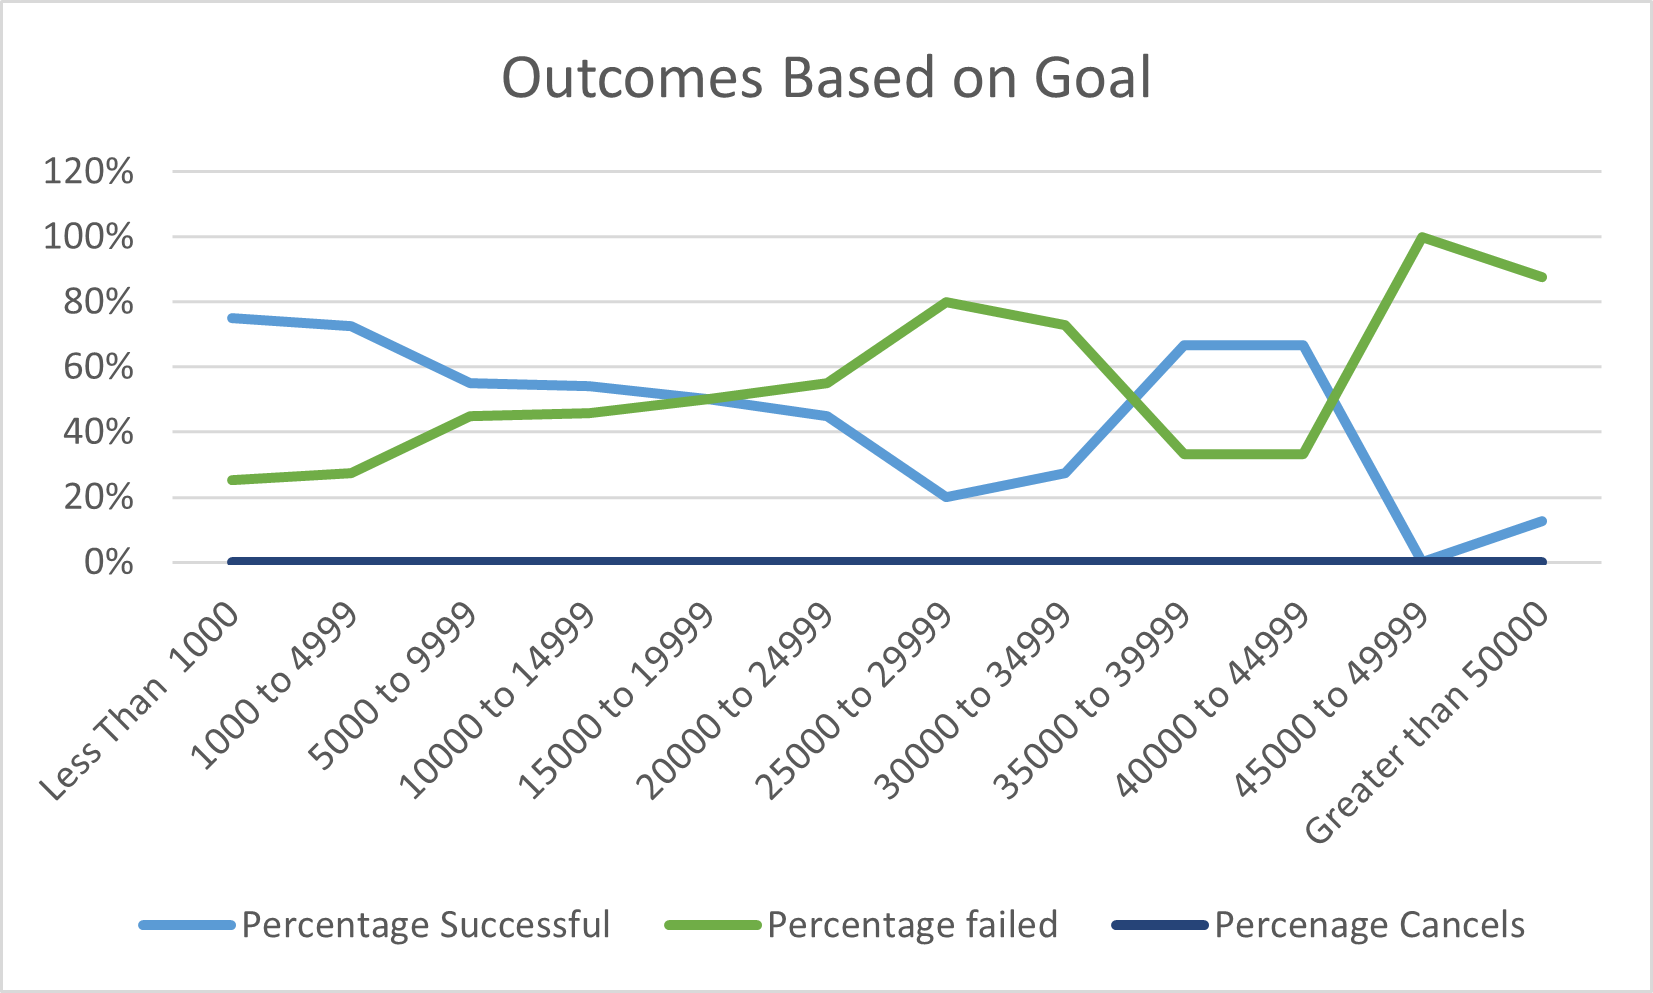 Outcomes Based on Goal
120%
100%
80%
60%
40%
20%
0%
Less Than  1000
1000 to 4999
5000 to 9999
10000 to 14999
15000 to 19999
20000 to 24999
25000 to 29999
30000 to 34999
35000 to 39999
40000 to 44999
45000 to 49999
Greater than 50000
Percentage Successful
Percentage failed
Percenage Cancels